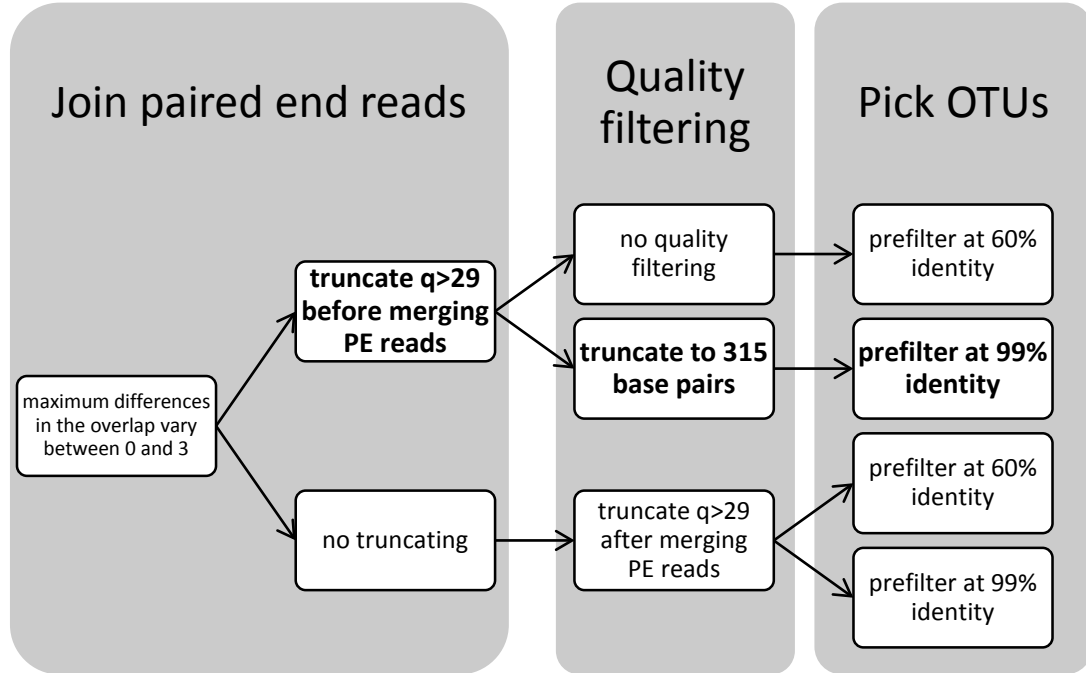 Join paired end reads
Quality
filtering
Pick OTUs
maximum differences
in the overlap vary
between 0 and 3
truncate q>29
before merging
PE reads
no truncating
no quality
filtering
truncate to 315
base pairs
truncate q>29
after merging
PE reads
prefilter at 60%
identity
prefilter at 99%
identity
prefilter at 60%
identity
prefilter at 99%
identity